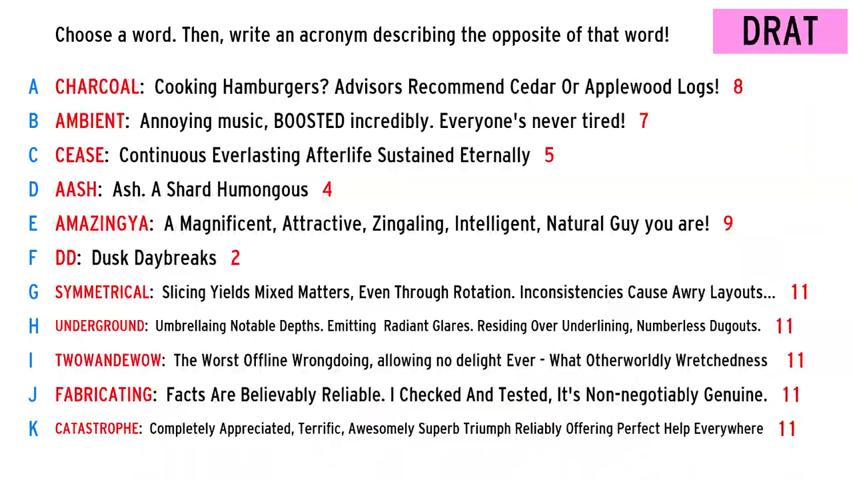 Choose a word. Then, write an acronym describing the opposite of that word!
DRAT
A CHARCOAL: Cooking Hamburgers? Advisors Recommend Cedar Or Applewood Logs! 8
B AMBIENT: Annoying music, BOOSTED incredibly. Everyone's never tired! 7
C CEASE: Continuous Everlasting Afterlife Sustained Eternally 5
D AASH: Ash. A Shard Humongous 4
E AMAZINGYA: A Magnificent, Attractive, Zingaling, Intelligent, Natural Guy you are! 9
F DD: Dusk Daybreaks 2
G SYMMETRICAL: Slicing Yields Mixed Matters, Even Through Rotation. Inconsistencies Cause Awry Layouts... 11
H UNDERGROUND: Umbrellaing Notable Depths. Emitting Radiant Glares. Residing Over Underlining, Numberless Dugouts. 11
I TWOWANDEWOW: The Worst Offline Wrongdoing, allowing no delight Ever - What Otherworldly Wretchedness 11
J FABRICATING: Facts Are Believably Reliable. I Checked And Tested, It's Non-negotiably Genuine. 11
K CATASTROPHE: Completely Appreciated, Terrific, Awesomely Superb Triumph Reliably Offering Perfect Help Everywhere 11